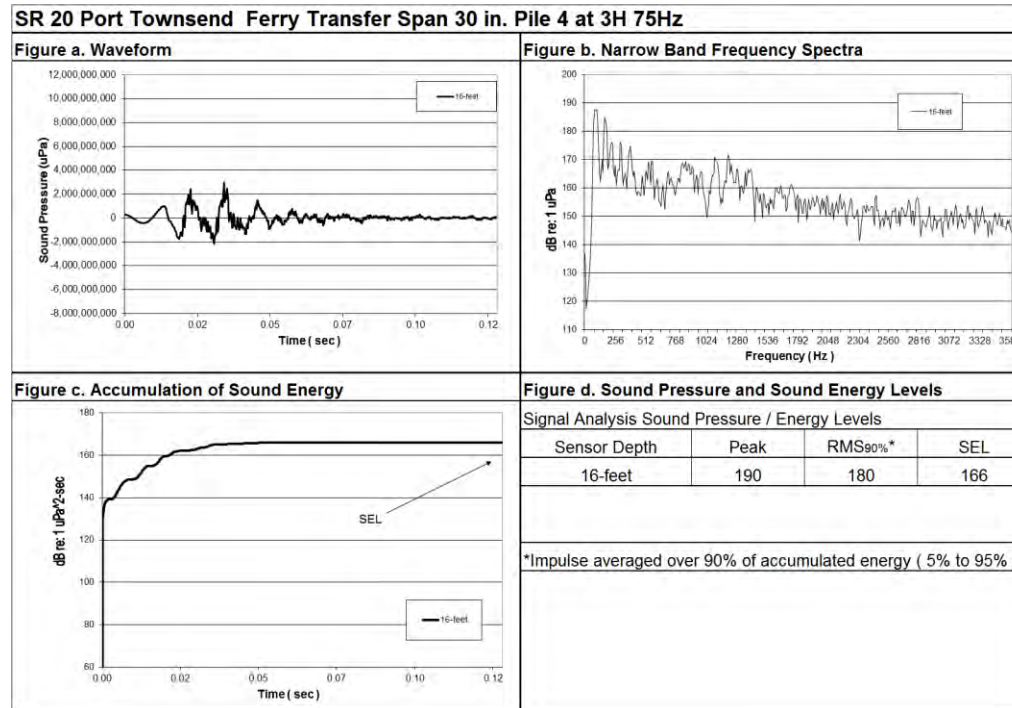 SR 20 Port Townsend Ferry Transfer Span 30 in. Pile 4 at 3H 75Hz
Figure a. Waveform
12,000,000,000
10,000,000,000
8,000,000,000
6,000,000,000
4,000,000,000
2,000,000,000
0
-2,000,000,000
-4,000,000,000
-6,000,000,000
-8,000,000,000
Sound Pressure (uPa)
16-feet
0.00 0.02 0.05 0.07 0.10 0.12
Time ( sec )
Figure b. Narrow Band Frequency Spectra
200
190
180
170
160
150
140
130
120
110
dB re: 1 uPa
16-feet
0 256 512 768 1024 1280 1536 1792 2048 2304 2560 2816 3072 3328
Frequency ( Hz )
Figure c. Accumulation of Sound Energy
180
160
140
120
100
80
60
dB re: 1 uPa^2-sec
SEL
16-feet
0.00 0.02 0.05 0.07 0.10 0.12
Time ( sec )
Figure d. Sound Pressure and Sound Energy Levels
Signal Analysis Sound Pressure / Energy Levels
Sensor Depth Peak RMS90%* SEL
16-feet 190 180 166
*Impulse averaged over 90% of accumulated energy ( 5% to 95%